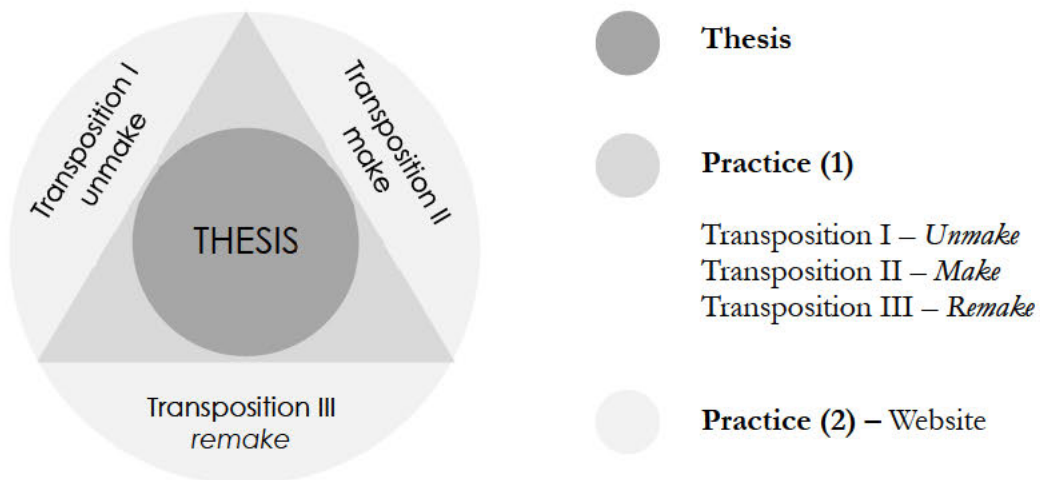 Transposition I
unmake
Transposition II
make
THESIS
Transposition III
remake
Thesis
Practice (1)
Transposition I – Unmake
Transposition II – Make
Transposition III – Remake
Practice (2) – Website